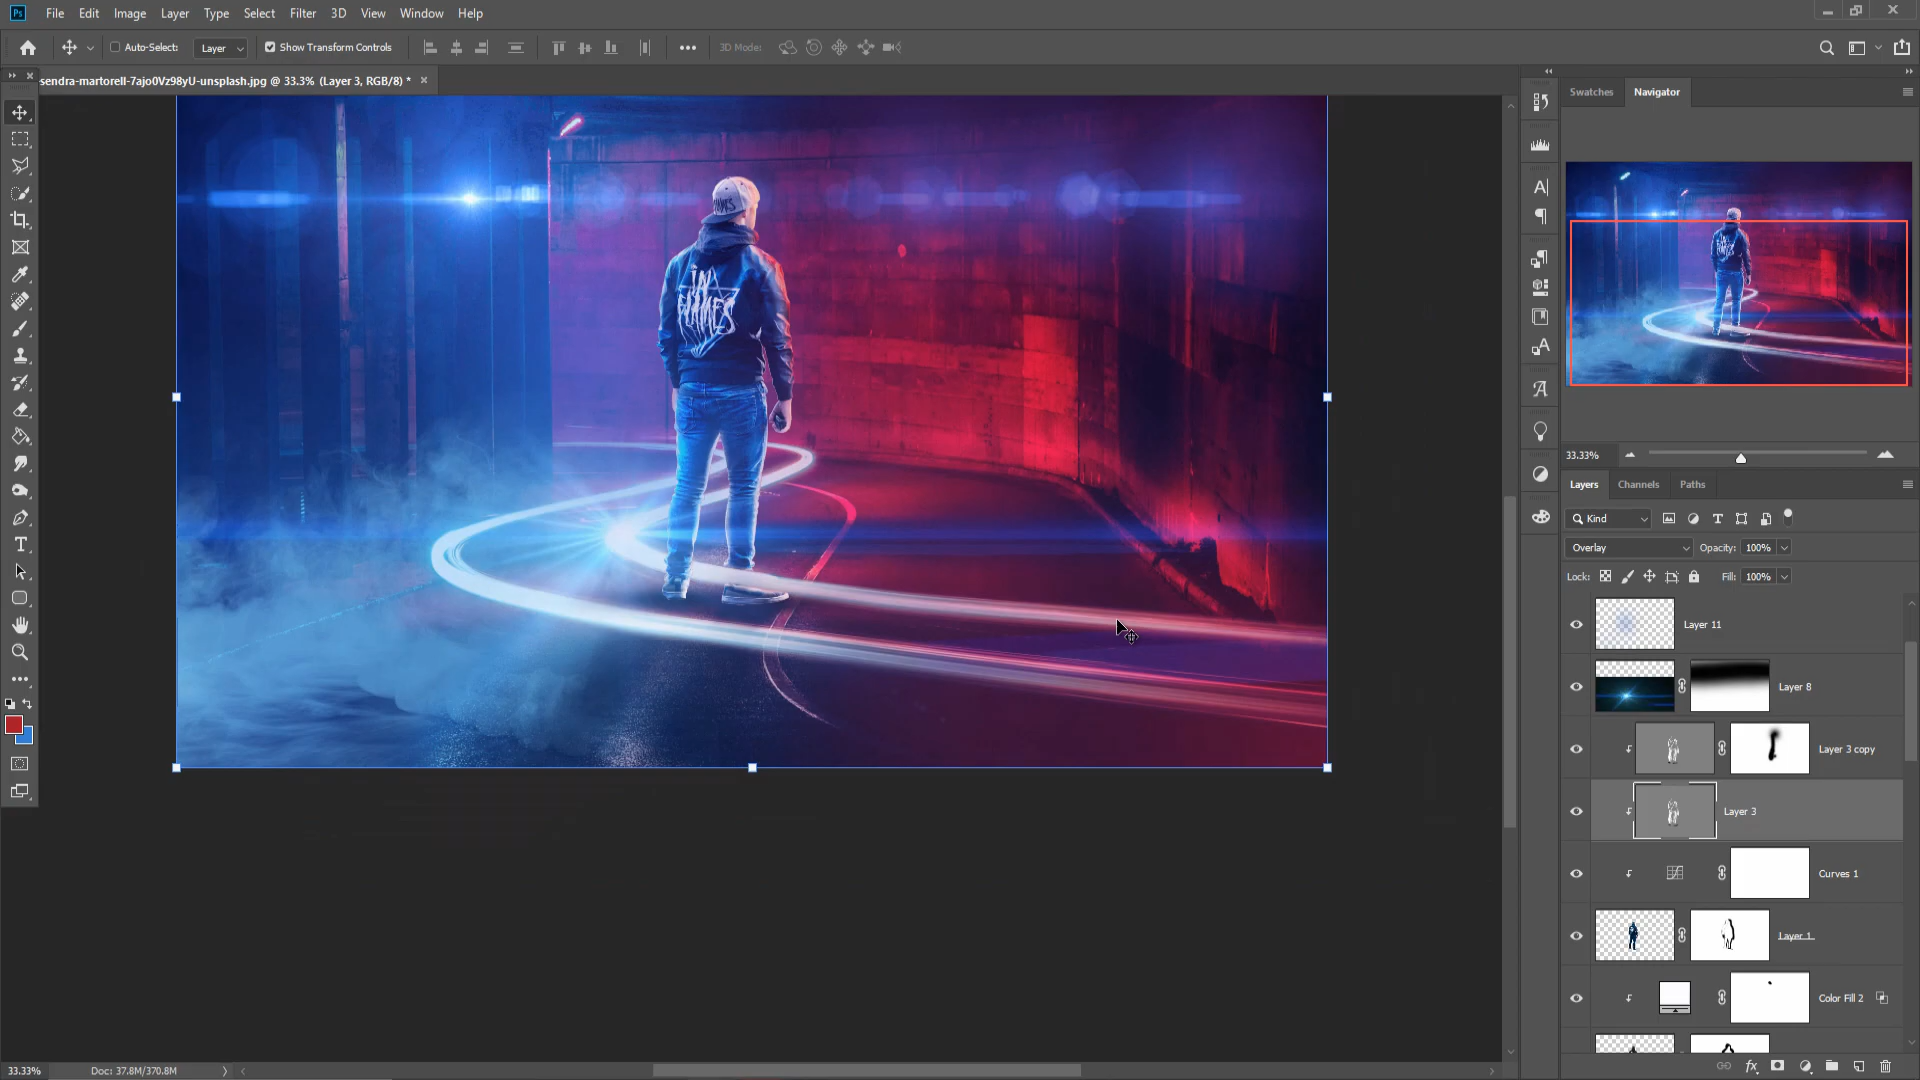 Ps File Edit Image Layer Type Select Filter 3D View Window Help
Auto-Select: Layer Show Transform Controls 3D Mode:
sendra-martorell-7ajo0Vz98yU-unsplash.jpg @ 33.3% (Layer 3, RGB/8) *
Swatches Navigator
IN
FLAMES
33.33%
Layers Channels Paths
Kind
Overlay Opacity: 100%
Lock: Fill: 100%
Layer 11
Layer 8
Layer 3 copy
Layer 3
Curves 1
Layer 1
Color Fill 2
33.33% Doc: 37.8M/370.8M